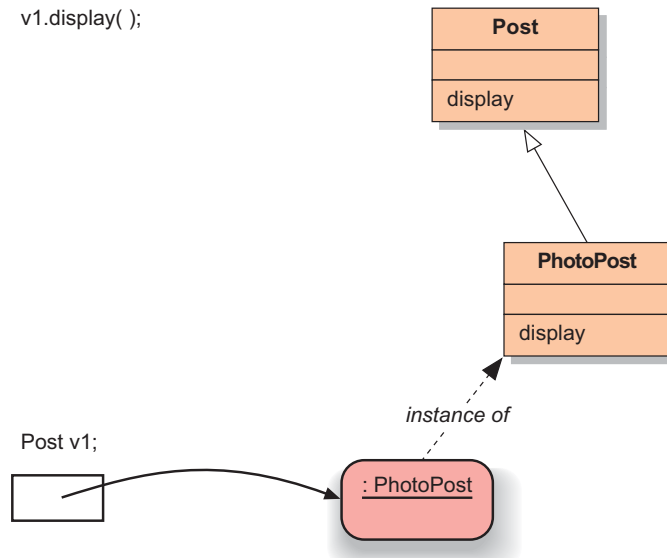 v1.display( );
Post
display
PhotoPost
display
instance of
Post v1;
: PhotoPost